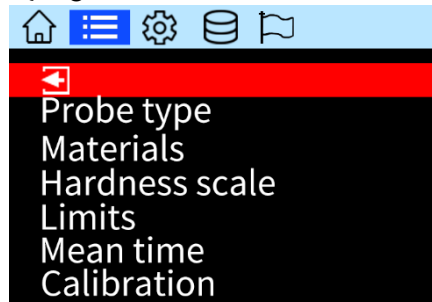 Probe type
Materials
Hardness scale
Limits
Mean time
Calibration